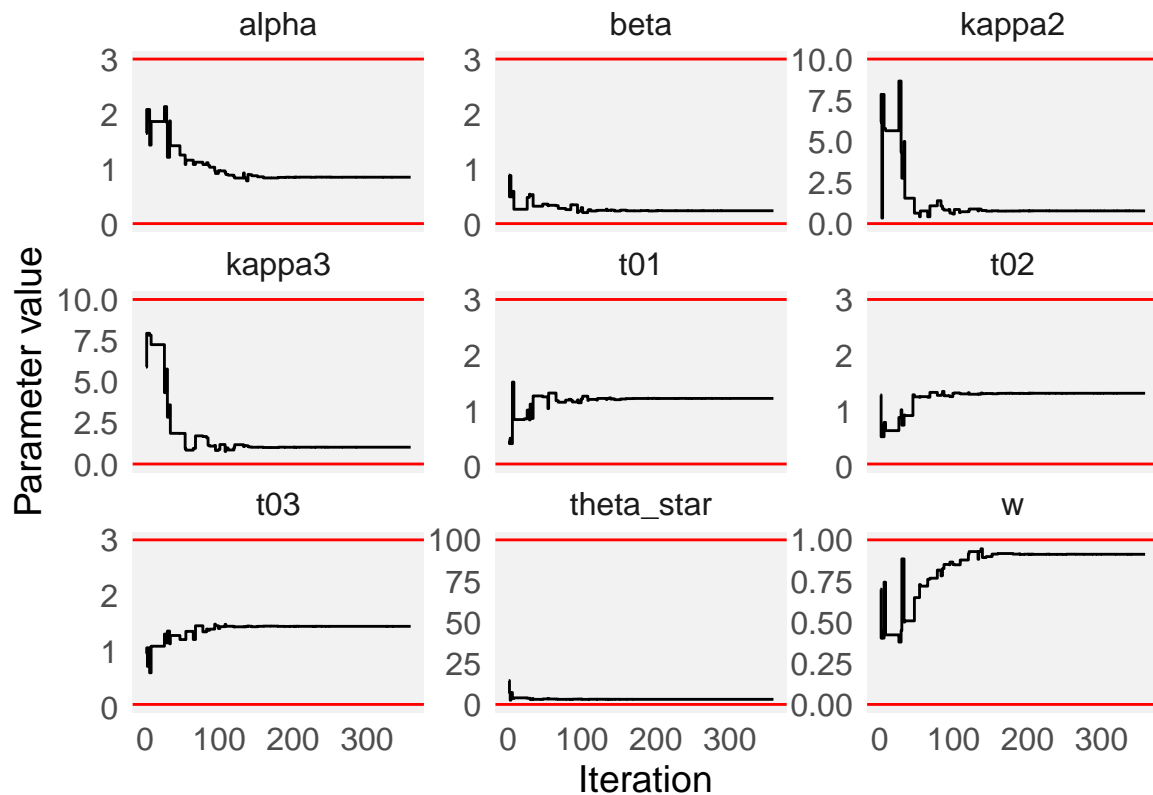 alpha beta kappa2
3 3 10.0
2 2 7.5
5.0
1 1 2.5
0 0 0.0
kappa3 t01 t02
10.0 3 3
7.5 2 2
5.0
2.5 1 1
0.0 0 0
t03 theta_star w
3 100 1.00
2 75 0.75
50 0.50
1 25 0.25
0 0 0.00
0 100 200 300 0 100 200 300 0 100 200 300
Iteration
Parameter value